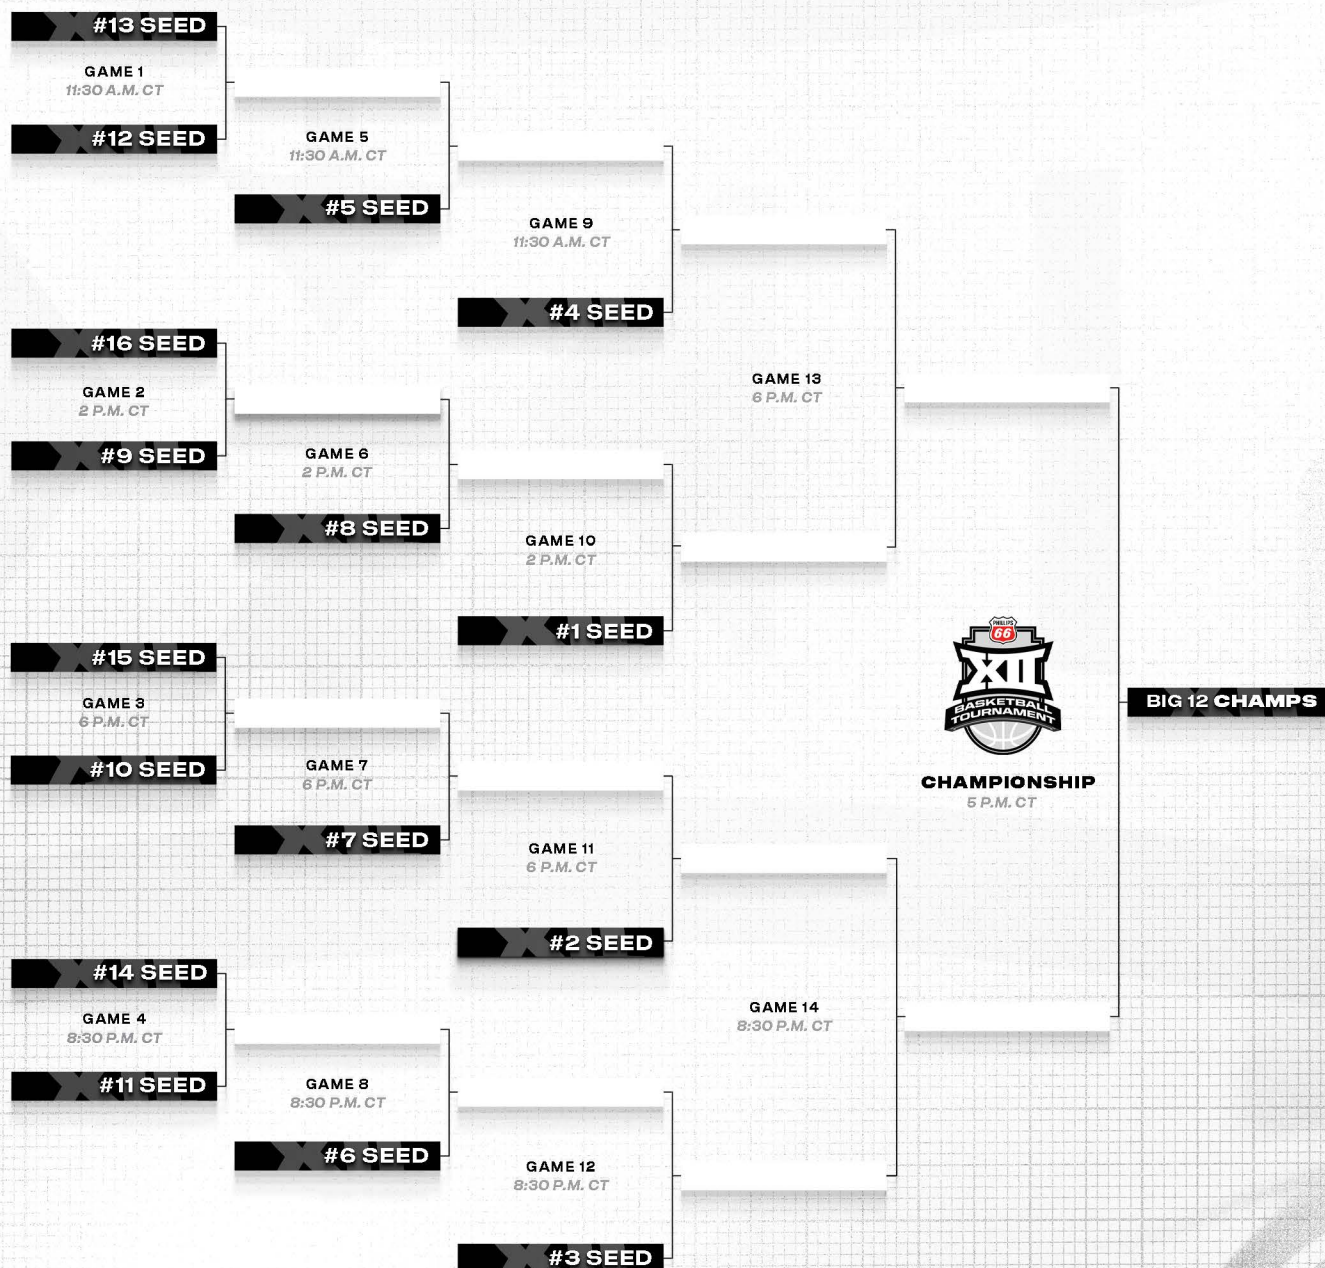 #13 SEED
GAME 1
11:30 A.M. CT
#12 SEED
GAME 5
11:30 A.M. CT
#5 SEED
GAME 9
11:30 A.M. CT
#4 SEED
#16 SEED
GAME 2
2 P.M. CT
#9 SEED
GAME 6
2 P.M. CT
#8 SEED
GAME 10
2 P.M. CT
#1 SEED
GAME 13
6 P.M. CT
#15 SEED
GAME 3
6 P.M. CT
#10 SEED
GAME 7
6 P.M. CT
#7 SEED
GAME 11
6 P.M. CT
#2 SEED
#14 SEED
GAME 4
8:30 P.M. CT
#11 SEED
GAME 8
8:30 P.M. CT
#6 SEED
GAME 12
8:30 P.M. CT
#3 SEED
GAME 14
8:30 P.M. CT
PHILLIPS
66
XII
BASKETBALL
TOURNAMENT
CHAMPIONSHIP
5 P.M. CT
BIG 12 CHAMPS